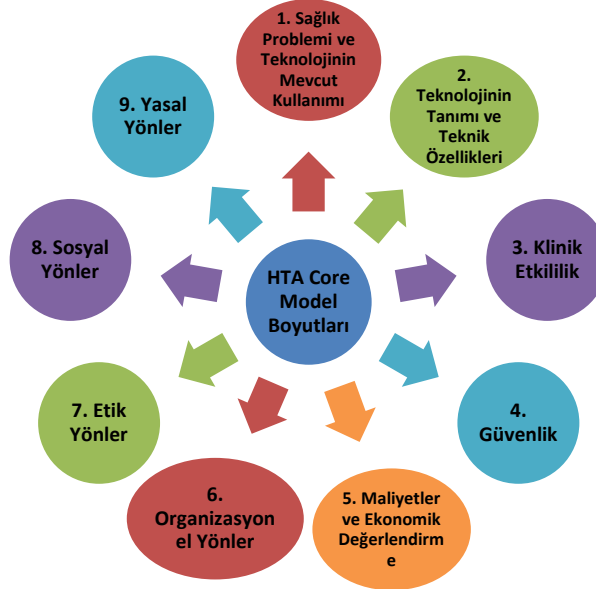 1. Sağlık
Problemi ve
Teknolojinin
Mevcut
Kullanımı
2.
Teknolojinin
Tanımı ve
Teknik
Özellikleri
3. Klinik
Etkililik
4.
Güvenlik
5. Maliyetler
ve Ekonomik
Değerlendirm
e
6.
Organizasyon
el Yönler
7. Etik
Yönler
8. Sosyal
Yönler
9. Yasal
Yönler
HTA Core
Model
Boyutları